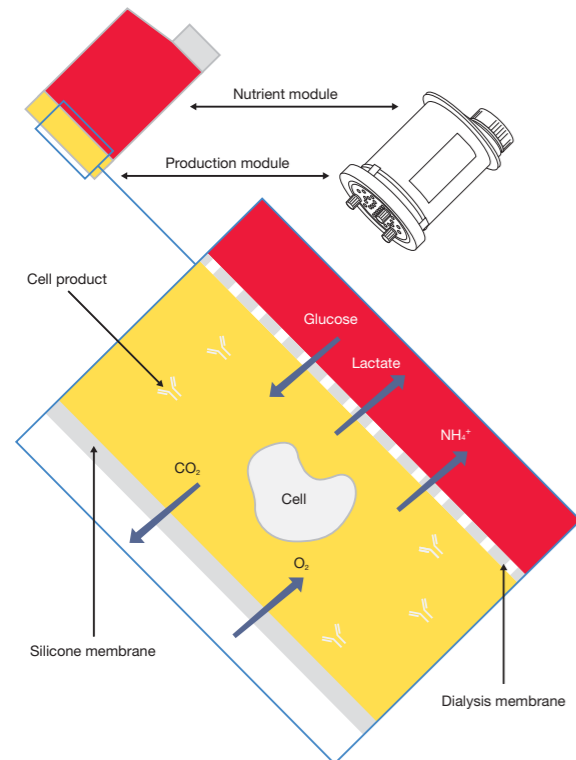 Nutrient module
Production module
Cell product
Glucose
Lactate
NH₄⁺
CO₂
Cell
O₂
Silicone membrane
Dialysis membrane